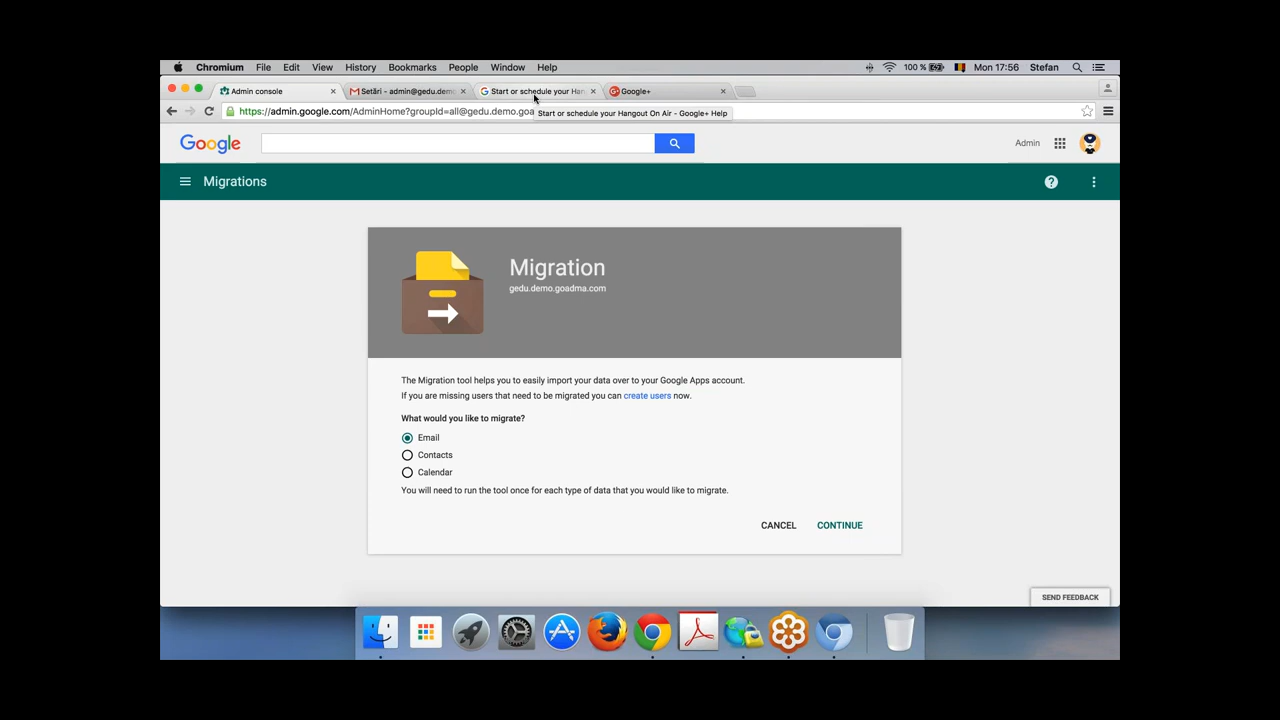 Chromium File Edit View History Bookmarks People Window Help 100 % Mon 17:56 Stefan
Admin console Setări - admin@gedu.dem Start or schedule your Han Google+
https://admin.google.com/AdminHome?groupId=all@gedu.demo.goa
Start or schedule your Hangout On Air - Google+ Help
Google Admin
Migrations
Migration
gedu.demo.goadma.com
The Migration tool helps you to easily import your data over to your Google Apps account.
If you are missing users that need to be migrated you can create users now.
What would you like to migrate?
Email
Contacts
Calendar
You will need to run the tool once for each type of data that you would like to migrate.
CANCEL CONTINUE
SEND FEEDBACK